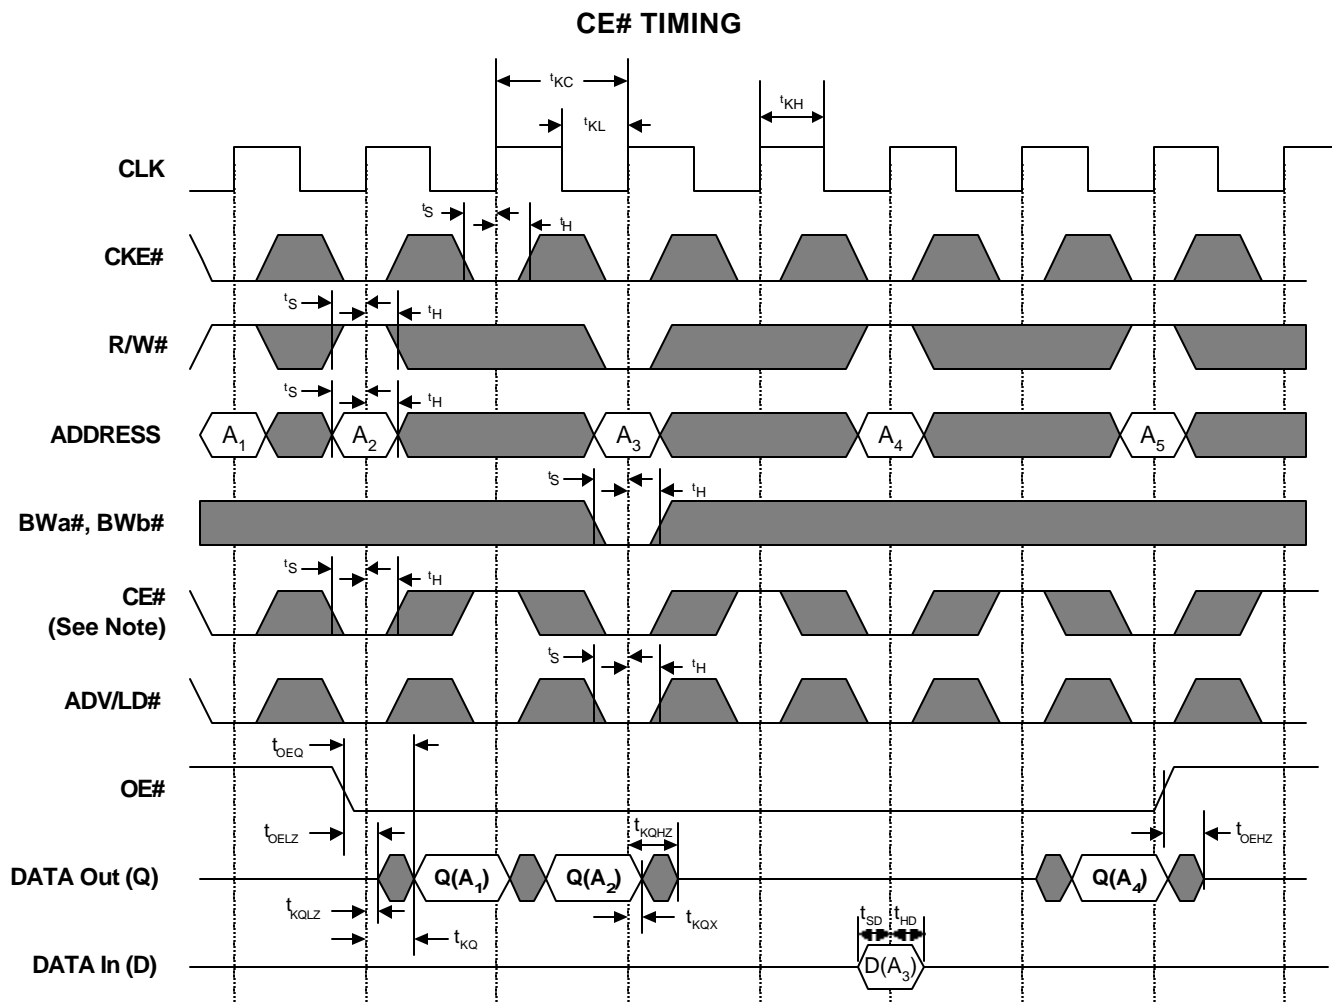 CE# TIMING
tKC
tKH
tKL
CLK
tS
tH
CKE#
tS
tH
R/W#
tS
tH
ADDRESS
A1
A2
A3
A4
A5
tS
tH
BWa#, BWb#
tS
tH
CE#
(See Note)
tS
tH
ADV/LD#
tOEQ
OE#
tOELZ
tKQHZ
tOEHZ
DATA Out (Q)
Q(A1)
Q(A2)
Q(A4)
tKQLZ
tKQX
tSD
tHD
tKQ
DATA In (D)
D(A3)